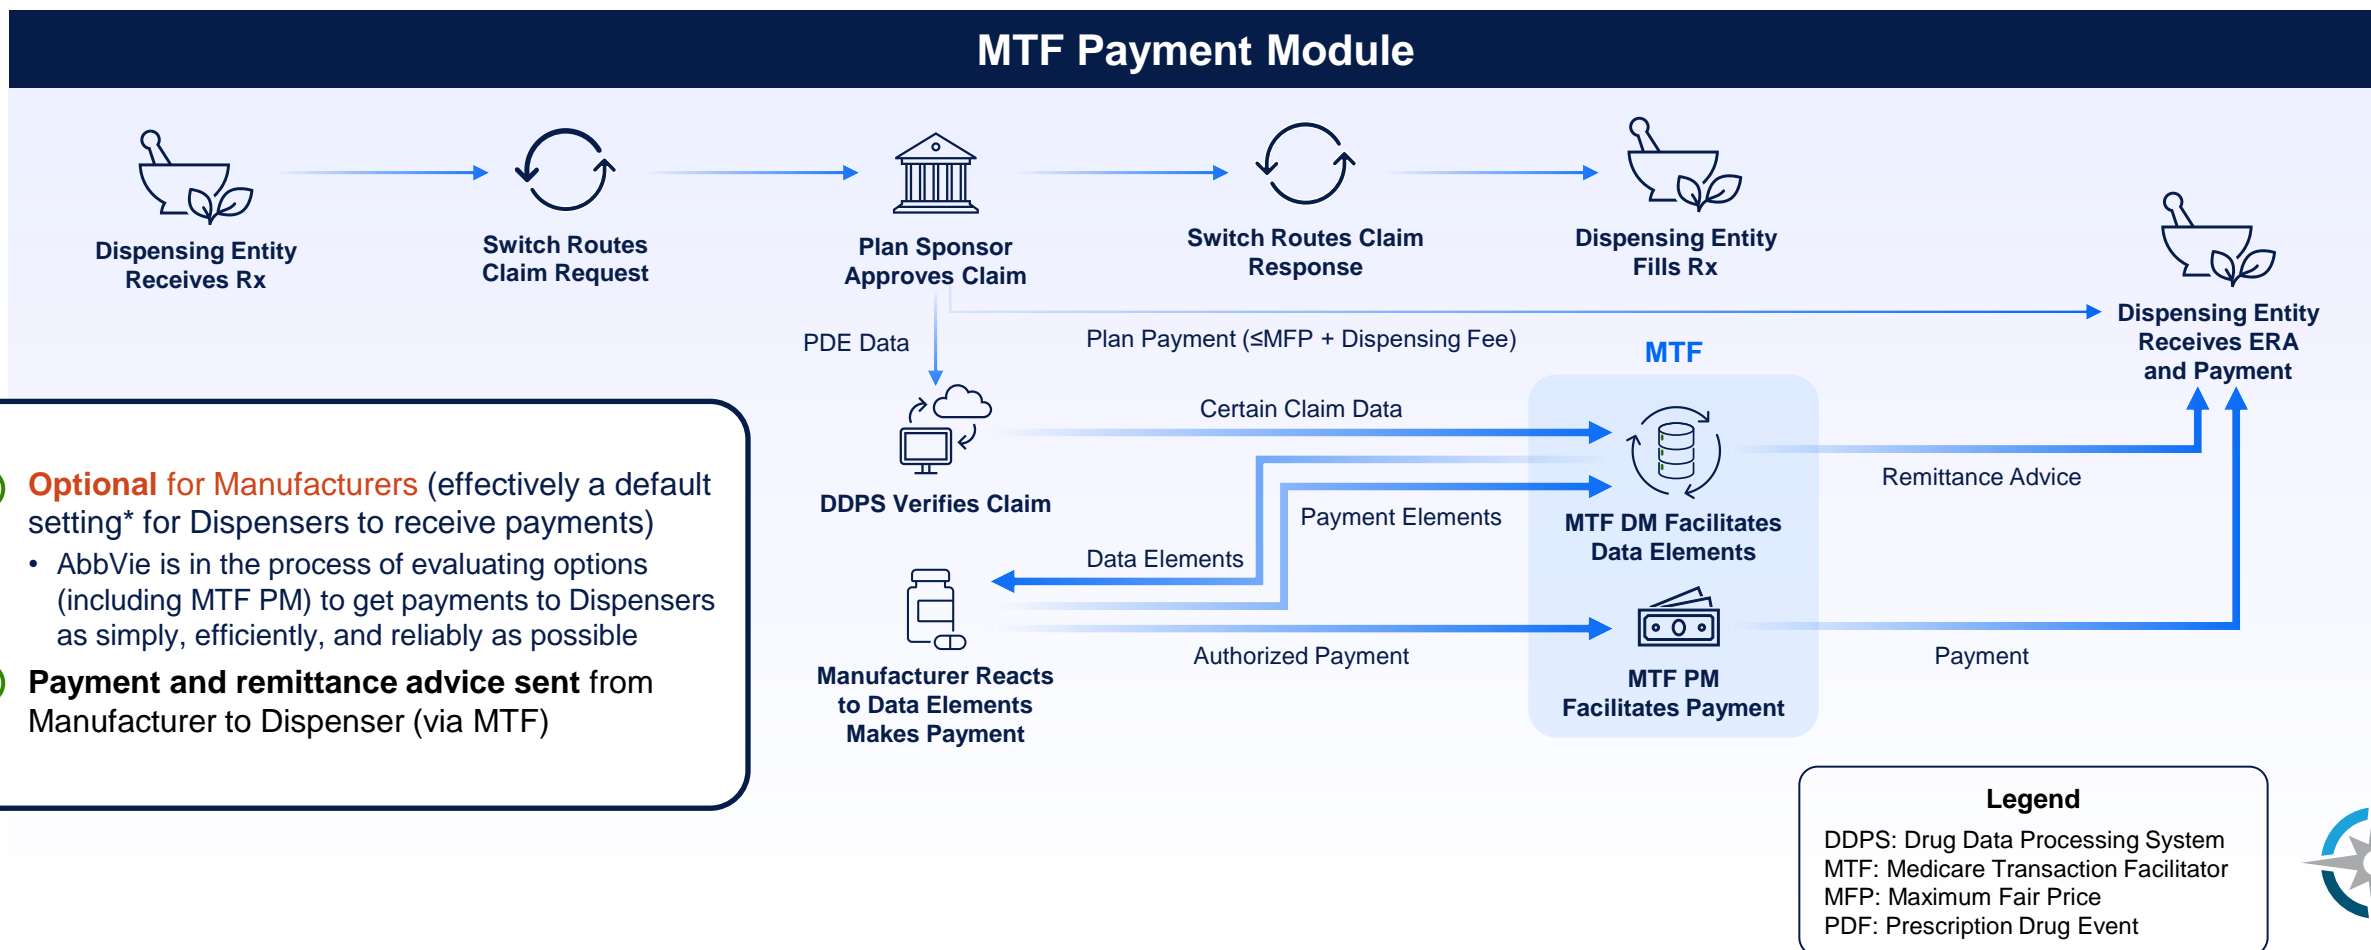 MTF Payment Module
Dispensing Entity
Receives Rx
Switch Routes
Claim Request
Plan Sponsor
Approves Claim
Switch Routes Claim
Response
Dispensing Entity
Fills Rx
Dispensing Entity
Receives ERA
and Payment
PDE Data
Plan Payment (≤MFP + Dispensing Fee)
MTF
Certain Claim Data
DDPS Verifies Claim
Payment Elements
Data Elements
MTF DM Facilitates
Data Elements
Remittance Advice
Manufacturer Reacts
to Data Elements
Makes Payment
Authorized Payment
MTF PM
Facilitates Payment
Payment
Optional for Manufacturers (effectively a default
setting* for Dispensers to receive payments)
• AbbVie is in the process of evaluating options
(including MTF PM) to get payments to Dispensers
as simply, efficiently, and reliably as possible
Payment and remittance advice sent from
Manufacturer to Dispenser (via MTF)
Legend
DDPS: Drug Data Processing System
MTF: Medicare Transaction Facilitator
MFP: Maximum Fair Price
PDF: Prescription Drug Event